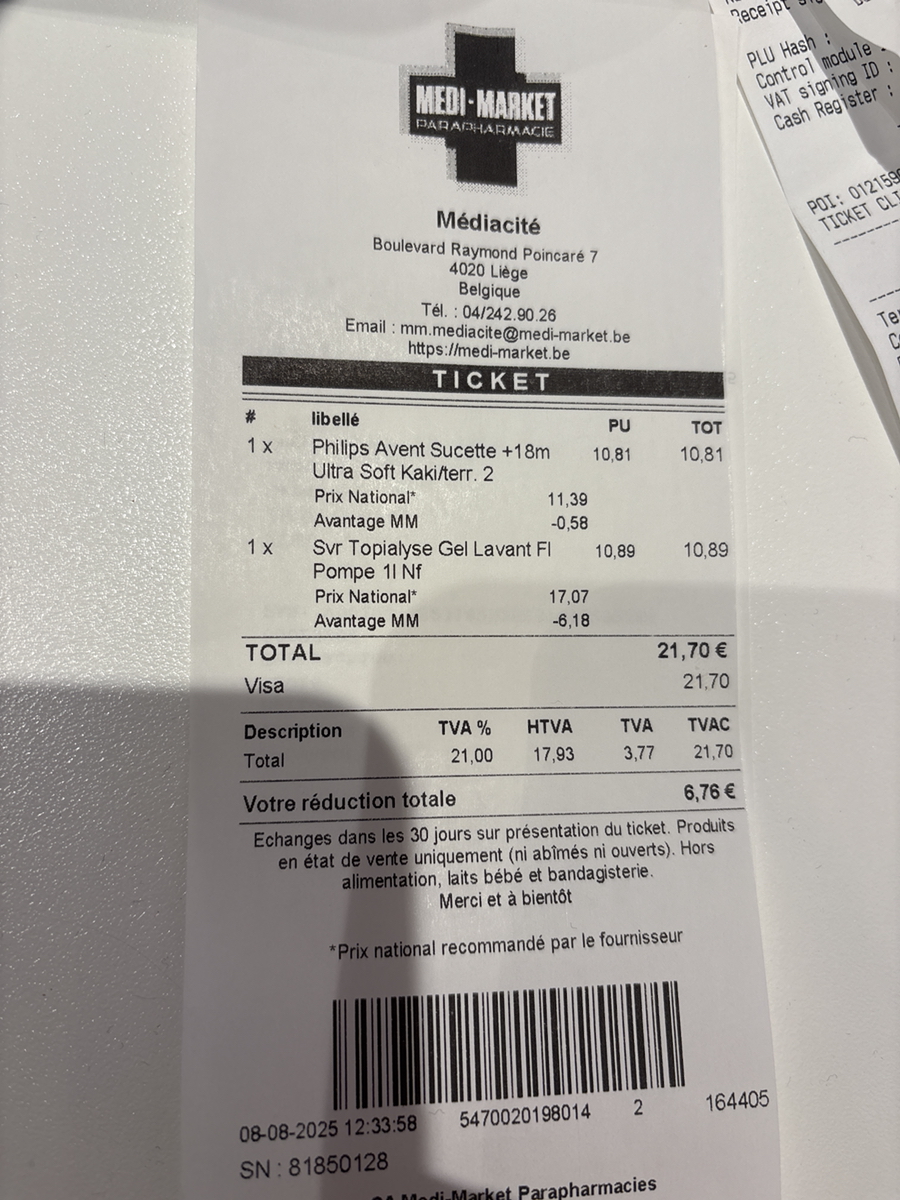 MEDI-MARKET
PARAPHARMACIE
Médiacité
Boulevard Raymond Poincaré 7
4020 Liège
Belgique
Tél. : 04/242.90.26
Email : mm.mediacite@medi-market.be
https://medi-market.be
TICKET
# libellé PU TOT
1 x Philips Avent Sucette +18m 10,81 10,81
Ultra Soft Kaki/terr. 2
Prix National* 11,39
Avantage MM -0,58
1 x Svr Topialyse Gel Lavant Fl 10,89 10,89
Pompe 1l Nf
Prix National* 17,07
Avantage MM -6,18
TOTAL 21,70 €
Visa 21,70
Description TVA % HTVA TVA TVAC
Total 21,00 17,93 3,77 21,70
Votre réduction totale 6,76 €
Echanges dans les 30 jours sur présentation du ticket. Produits
en état de vente uniquement (ni abîmés ni ouverts). Hors
alimentation, laits bébé et bandagisterie.
Merci et à bientôt
*Prix national recommandé par le fournisseur
08-08-2025 12:33:58 5470020198014 2 164405
SN : 81850128
Medi-Market Parapharmacies
Receipt
PLU Hash :
Control module
VAT signing ID :
Cash Register :
POI: 012159
TICKET